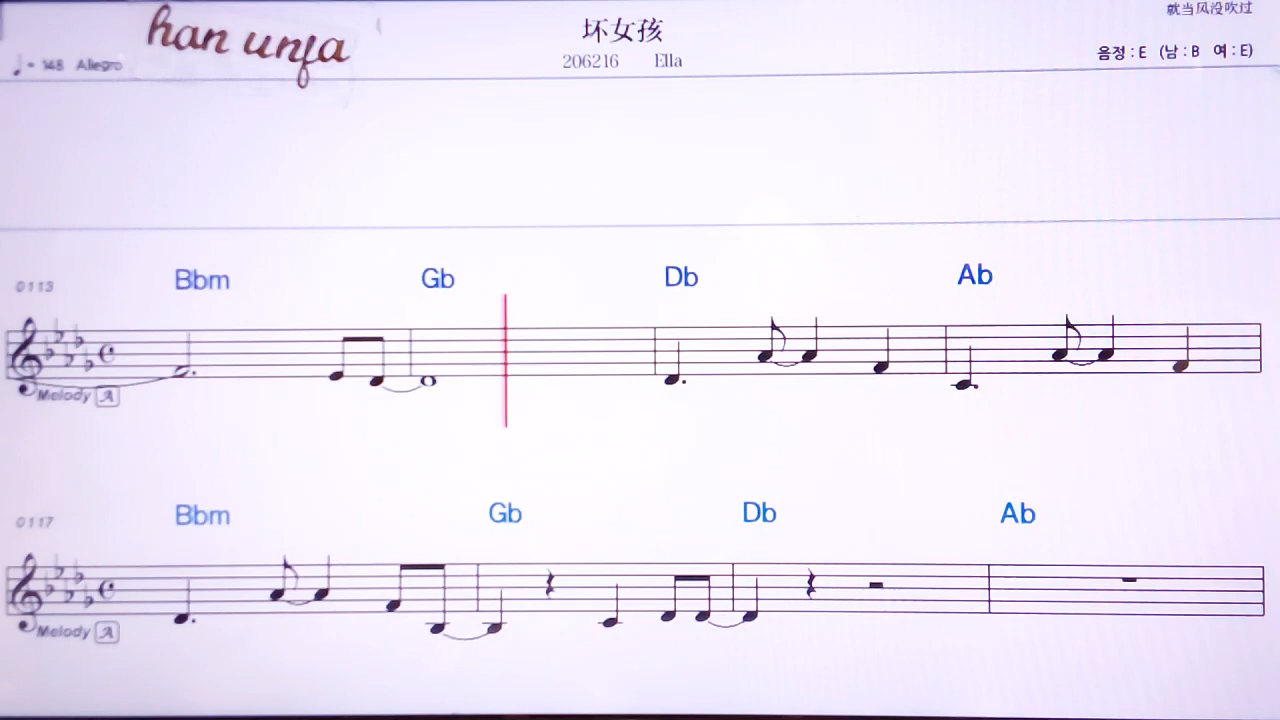 就当风没吹过
han unfa
坏女孩
♩= 148 Allegro
206216 Ella
음정 : E (남 : B 여 : E)
0113
Bbm Gb Db Ab
Melody A
0117
Bbm Gb Db Ab
Melody A